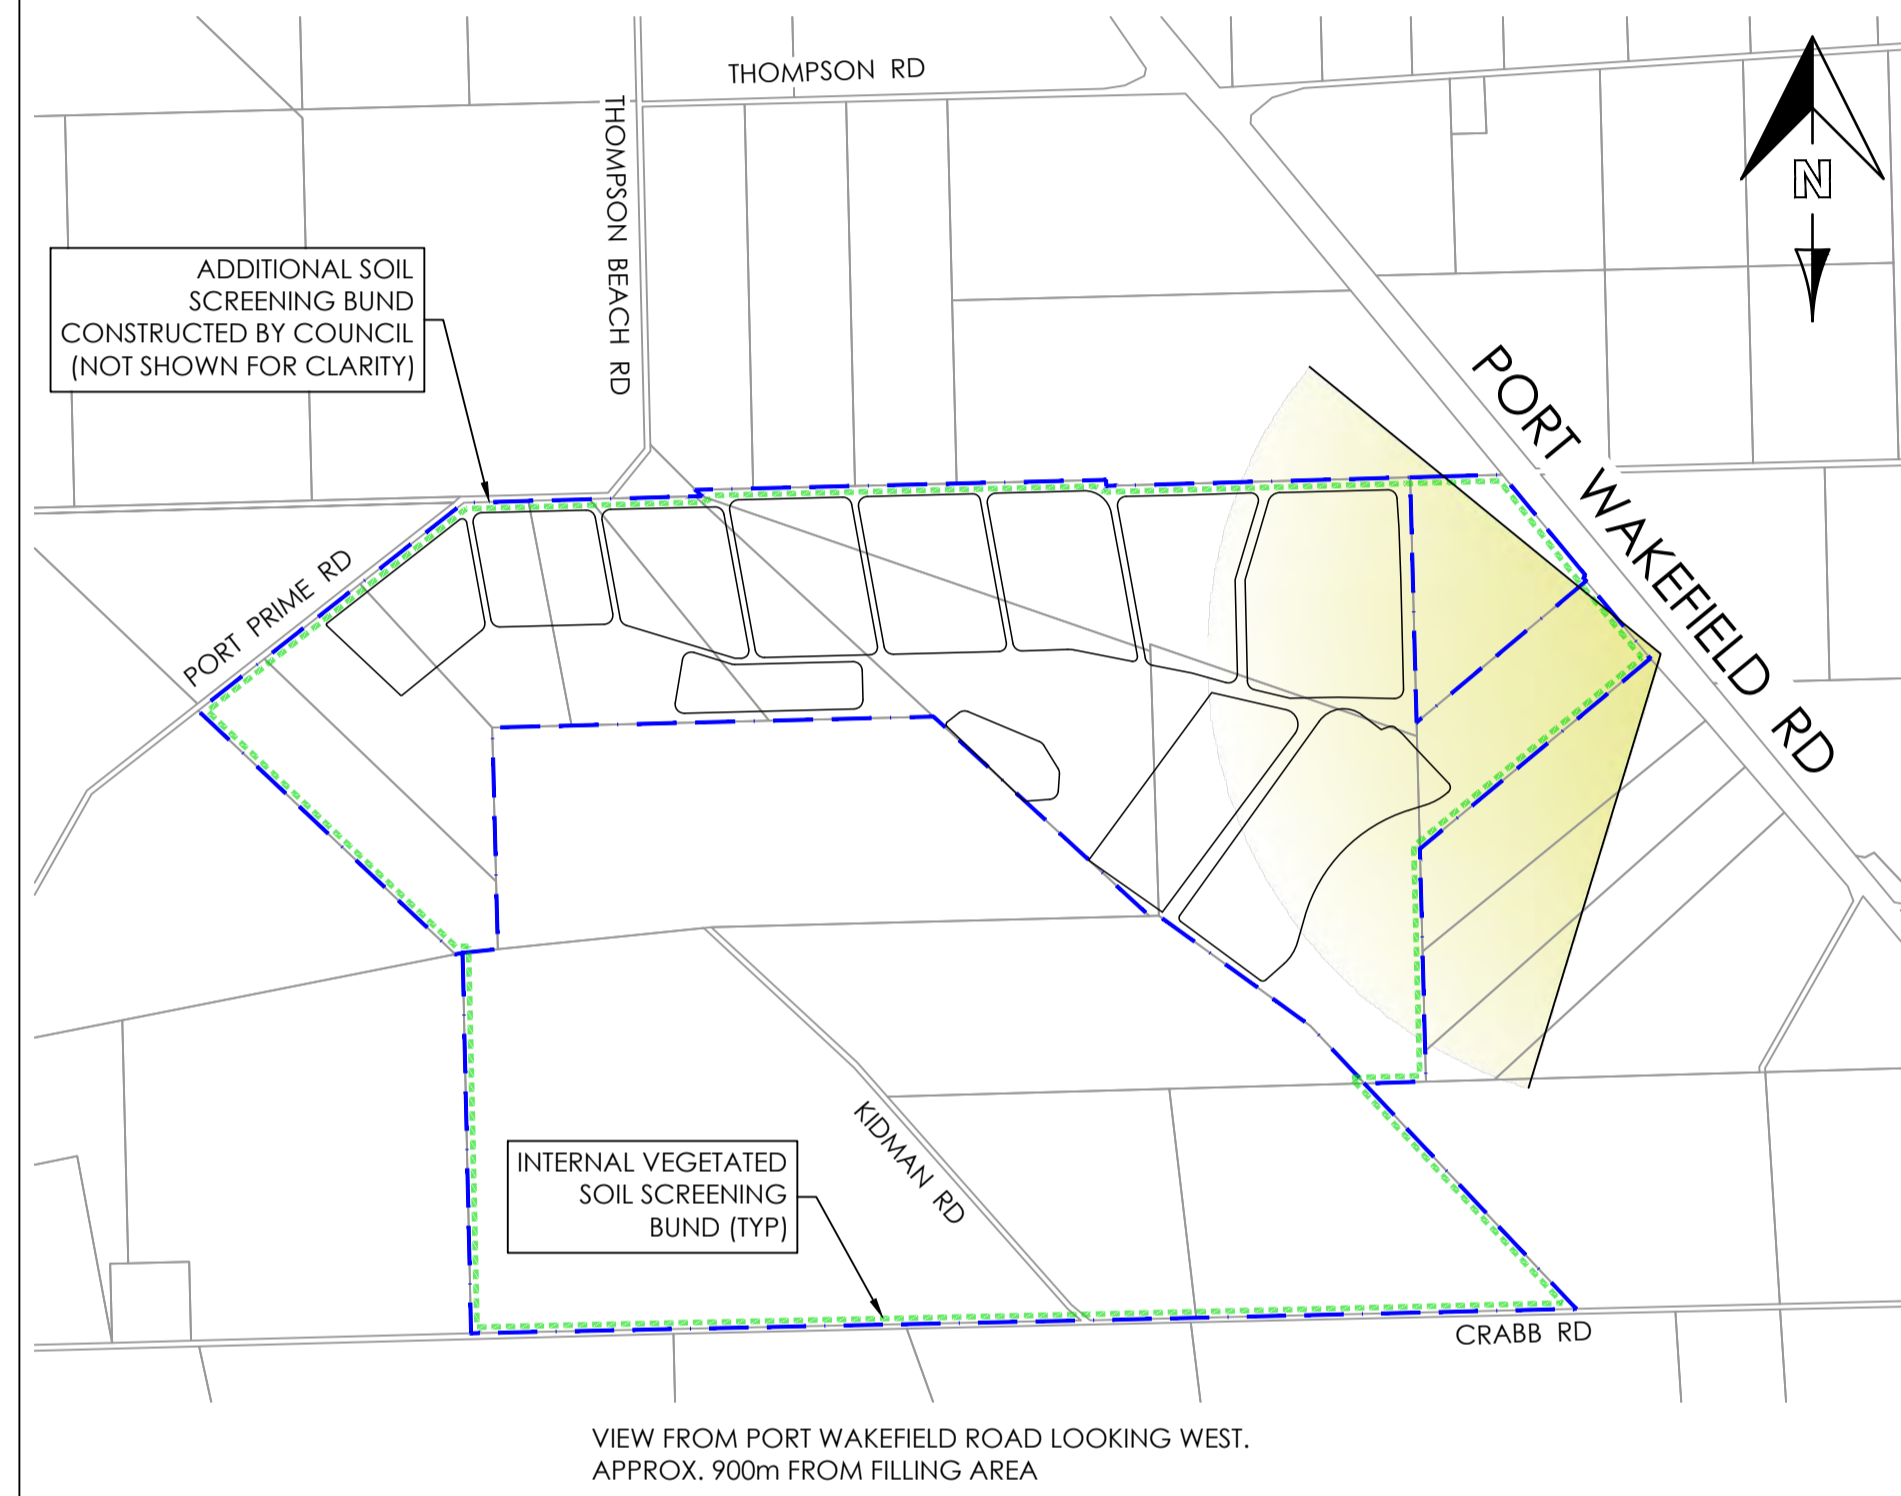 THOMPSON RD
THOMPSON BEACH RD
N
ADDITIONAL SOIL
SCREENING BUND
CONSTRUCTED BY COUNCIL
(NOT SHOWN FOR CLARITY)
PORT WAKEFIELD RD
PORT PRIME RD
KIDMAN RD
INTERNAL VEGETATED
SOIL SCREENING
BUND (TYP)
CRABB RD
VIEW FROM PORT WAKEFIELD ROAD LOOKING WEST.
APPROX. 900m FROM FILLING AREA